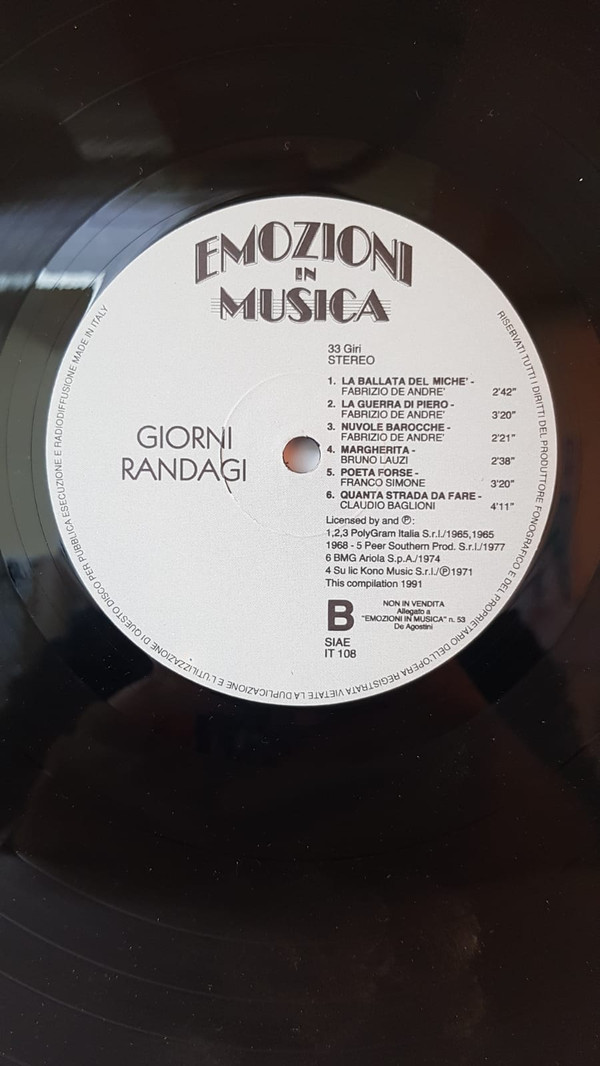 EMOZIONI
IN
MUSICA
33 Giri
STEREO
GIORNI
RANDAGI
1. LA BALLATA DEL MICHE' -
FABRIZIO DE ANDRE' 2'42"
2. LA GUERRA DI PIERO -
FABRIZIO DE ANDRE' 3'20"
3. NUVOLE BAROCCHE -
FABRIZIO DE ANDRE' 2'21"
4. MARGHERITA -
BRUNO LAUZI 2'38"
5. POETA FORSE -
FRANCO SIMONE 3'20"
6. QUANTA STRADA DA FARE -
CLAUDIO BAGLIONI 4'11"
Licensed by and ℗:
1,2,3 PolyGram Italia S.r.l./1965,1965
1968 - 5 Peer Southern Prod. S.r.l./1977
6 BMG Ariola S.p.A./1974
4 Su lic Kono Music S.r.l./℗1971
This compilation 1991
B
NON IN VENDITA
Allegato a
"EMOZIONI IN MUSICA" n. 53
De Agostini
SIAE
IT 108
RISERVATI TUTTI I DIRITTI DEL PRODUTTORE FONOGRAFICO E DEL PROPRIETARIO DELL'OPERA REGISTRATA VIETATE LA DUPLICAZIONE E L'UTILIZZAZIONE DI QUESTO DISCO PER PUBBLICA ESECUZIONE E RADIODIFFUSIONE MADE IN ITALY